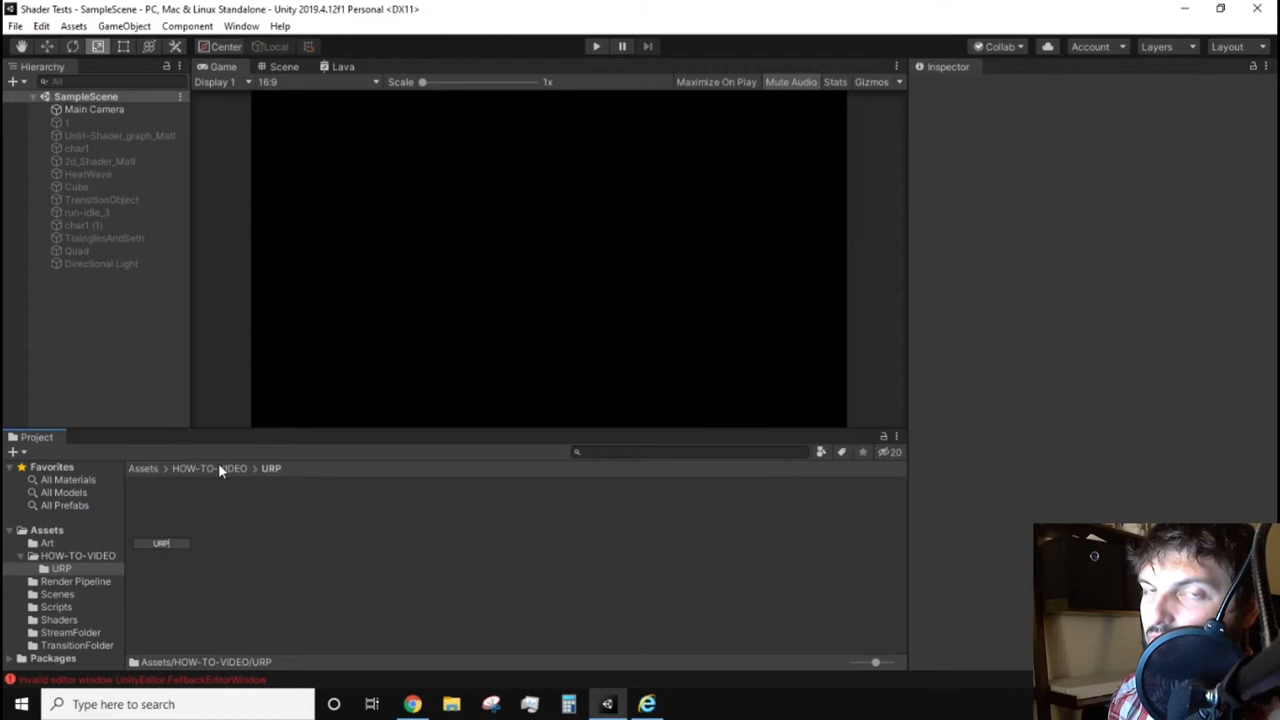 Shader Tests - SampleScene - PC, Mac & Linux Standalone - Unity 2019.4.12f1 Personal <DX11>
File Edit Assets GameObject Component Window Help
Center Local Collab Account Layers Layout
Hierarchy Game Scene Lava Inspector
All Display 1 16:9 Scale 1x Maximize On Play Mute Audio Stats Gizmos
SampleScene
Main Camera
1
Unlit-Shader_graph_Matl
char1
2d_Shader_Matl
HeatWave
Cube
TransitionObject
run-idle_3
char1 (1)
TrainglesAndSeth
Quad
Directional Light
Project
20
Favorites
All Materials
All Models
All Prefabs
Assets
Art
HOW-TO-VIDEO
URP
Render Pipeline
Scenes
Scripts
Shaders
StreamFolder
TransitionFolder
Packages
Assets > HOW-TO-VIDEO > URP
URP
Assets/HOW-TO-VIDEO/URP
Invalid editor window UnityEditor.FallbackEditorWindow
Type here to search